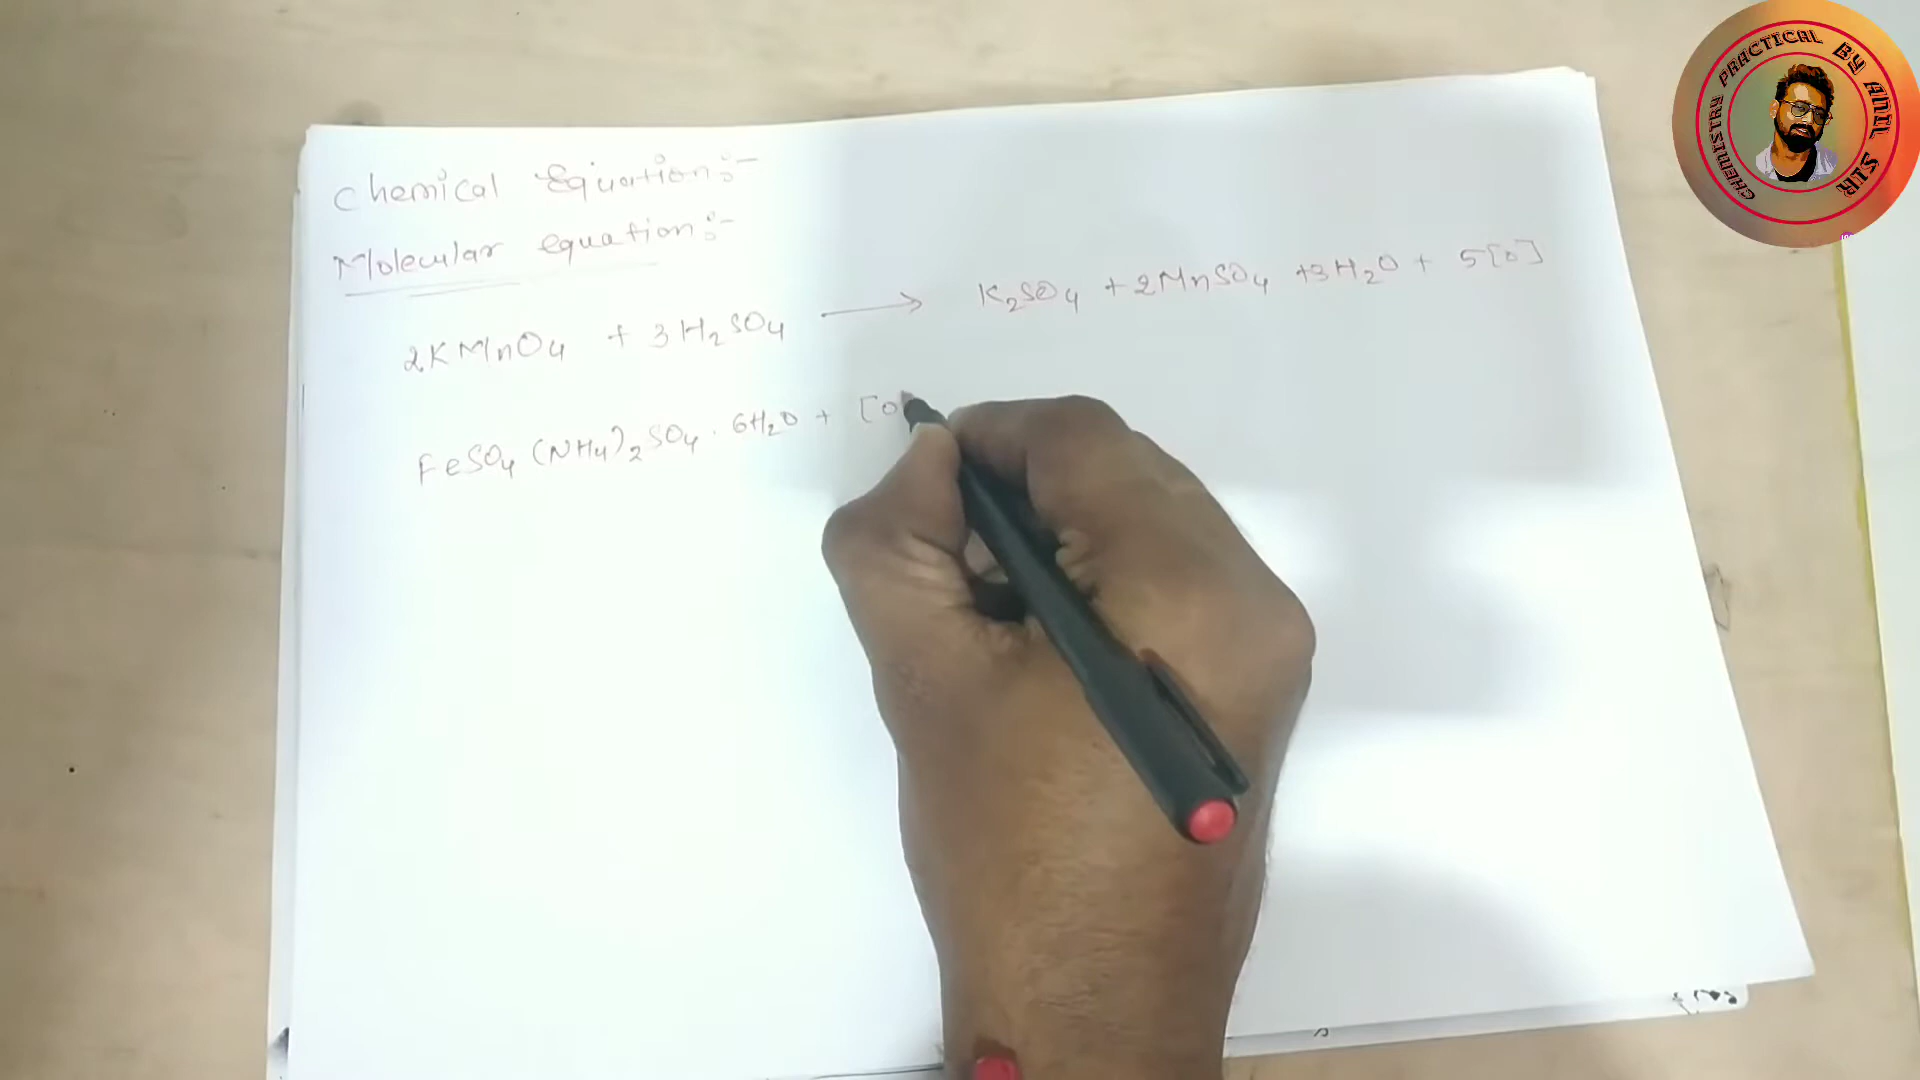 Chemical Equation:-
Molecular equation:-
2KMnO4 + 3H2SO4 ⟶ K2SO4 + 2MnSO4 + 3H2O + 5[O]
FeSO4 (NH4)2SO4 . 6H2O + [O
CHEMISTRY PRACTICAL BY ANIL SIR